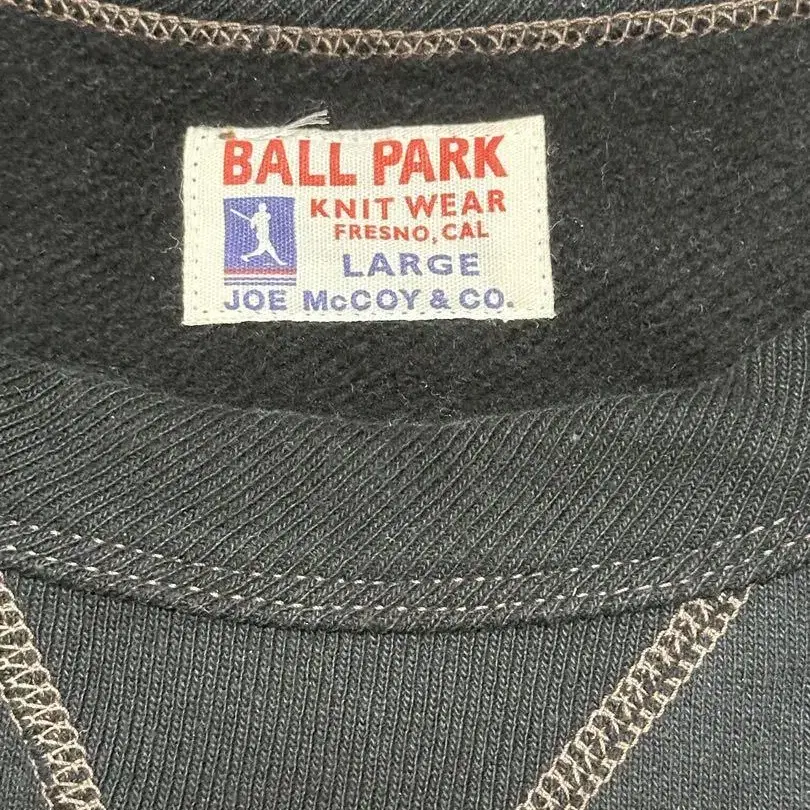 BALL PARK
KNIT WEAR
FRESNO, CAL
LARGE
JOE McCOY & CO.